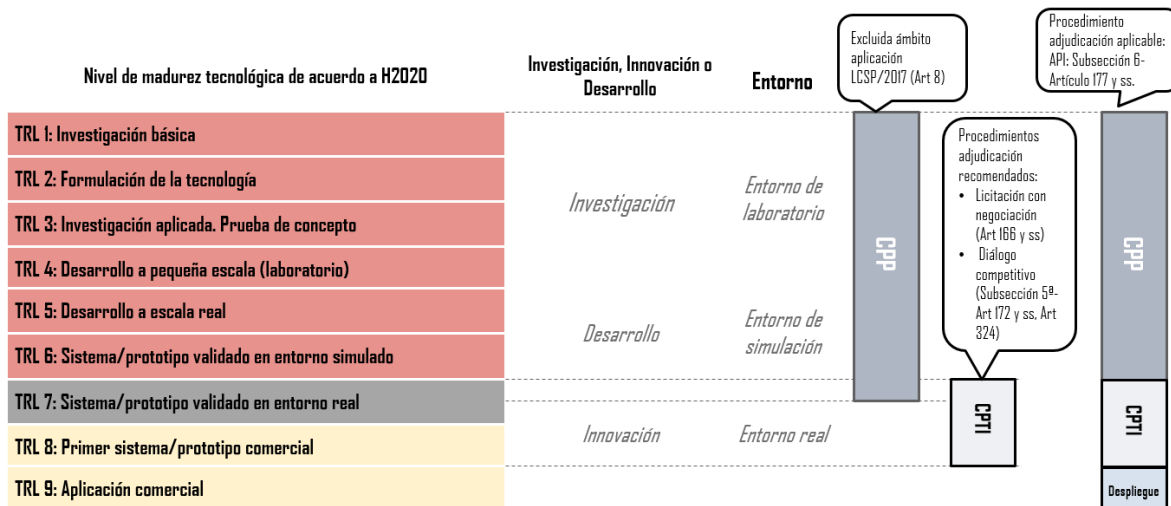 Nivel de madurez tecnológica de acuerdo a H2020
Investigación, Innovación o
Desarrollo
Entorno
Excluida ámbito
aplicación
LCSP/2017 (Art 8)
Procedimiento
adjudicación aplicable:
API: Subsección 6-
Artículo 177 y ss.
TRL 1: Investigación básica
TRL 2: Formulación de la tecnología
TRL 3: Investigación aplicada. Prueba de concepto
TRL 4: Desarrollo a pequeña escala (laboratorio)
TRL 5: Desarrollo a escala real
TRL 6: Sistema/prototipo validado en entorno simulado
TRL 7: Sistema/prototipo validado en entorno real
TRL 8: Primer sistema/prototipo comercial
TRL 9: Aplicación comercial
Investigación
Desarrollo
Innovación
Entorno de
laboratorio
Entorno de
simulación
Entorno real
CPP
Procedimientos
adjudicación
recomendados:
• Licitación con
negociación
(Art 166 y ss)
• Diálogo
competitivo
(Subsección 5ª-
Art 172 y ss, Art
324)
CPTI
CPP
CPTI
Despliegue